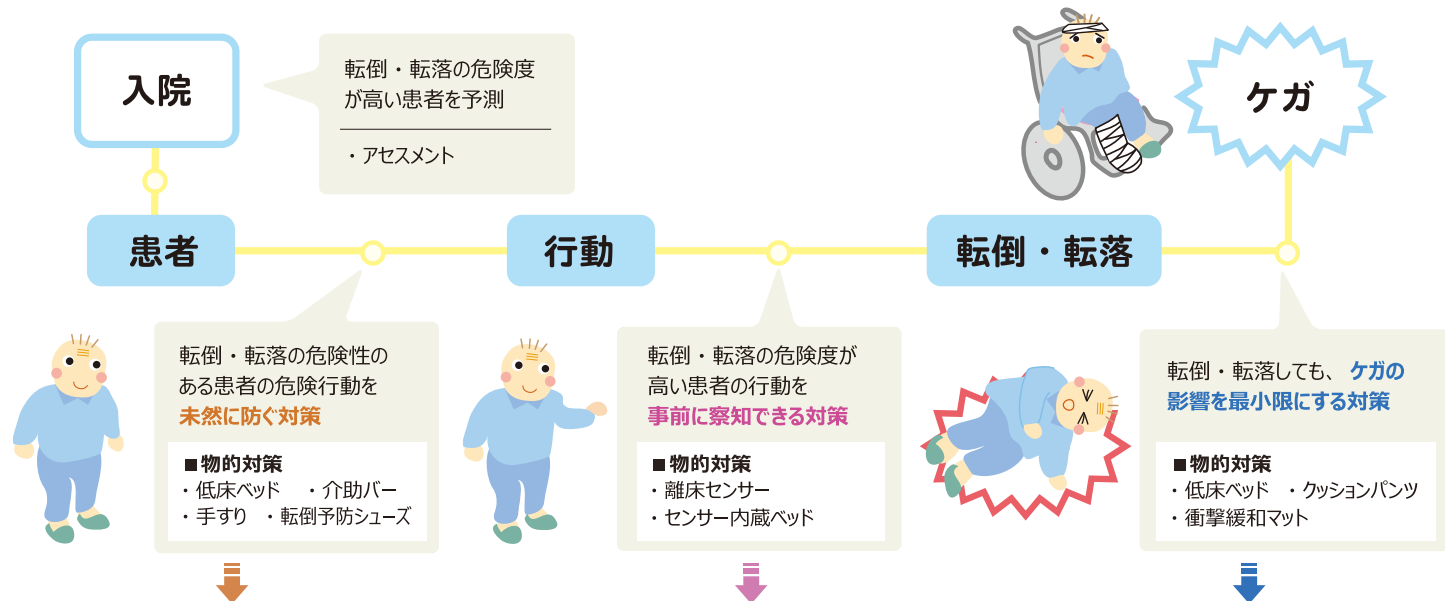 入院
転倒・転落の危険度
が高い患者を予測
・アセスメント
ケガ
患者
行動
転倒・転落
転倒・転落の危険性の
ある患者の危険行動を
未然に防ぐ対策
■物的対策
・低床ベッド ・介助バー
・手すり ・転倒予防シューズ
転倒・転落の危険度が
高い患者の行動を
事前に察知できる対策
■物的対策
・離床センサー
・センサー内蔵ベッド
転倒・転落しても、ケガの
影響を最小限にする対策
■物的対策
・低床ベッド ・クッションパンツ
・衝撃緩和マット